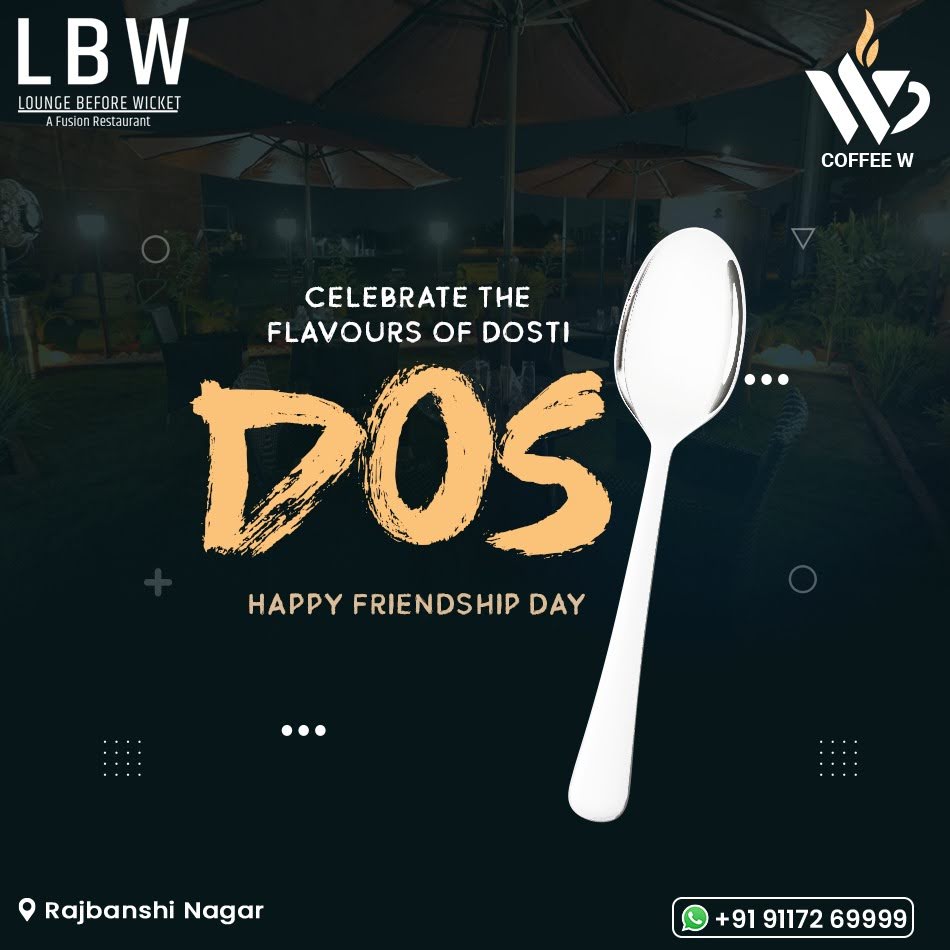 LBW
LOUNGE BEFORE WICKET
A Fusion Restaurant
COFFEE W
CELEBRATE THE
FLAVOURS OF DOSTI
DOS
HAPPY FRIENDSHIP DAY
Rajbanshi Nagar
+91 91172 69999